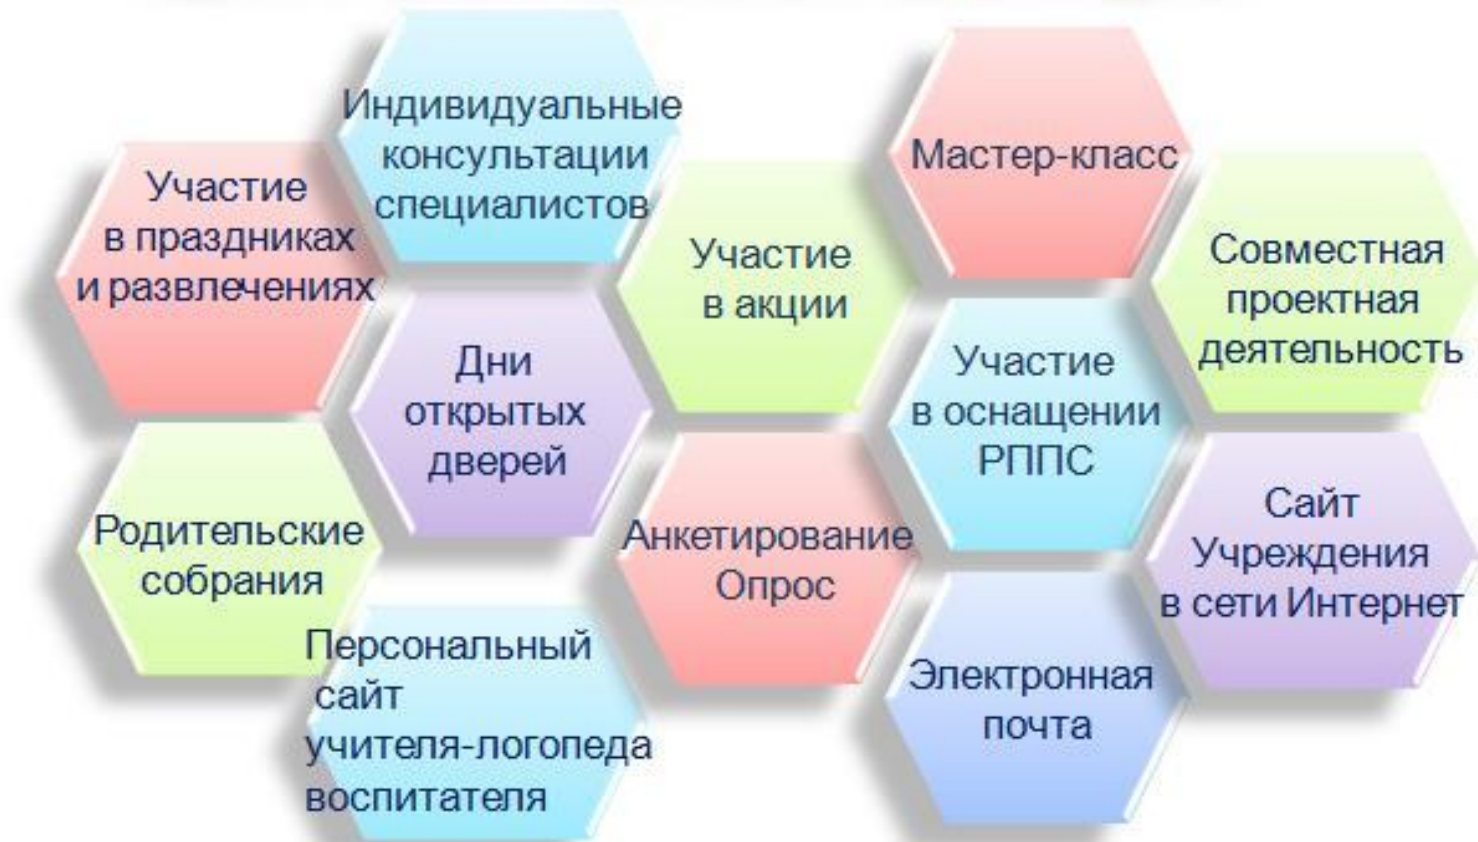 Индивидуальные
консультации
специалистов
Мастер-класс
Участие
в праздниках
и развлечениях
Участие
в акции
Совместная
проектная
деятельность
Дни
открытых
дверей
Участие
в оснащении
РППС
Родительские
собрания
Анкетирование
Опрос
Сайт
Учреждения
в сети Интернет
Персональный
сайт
учителя-логопеда
воспитателя
Электронная
почта